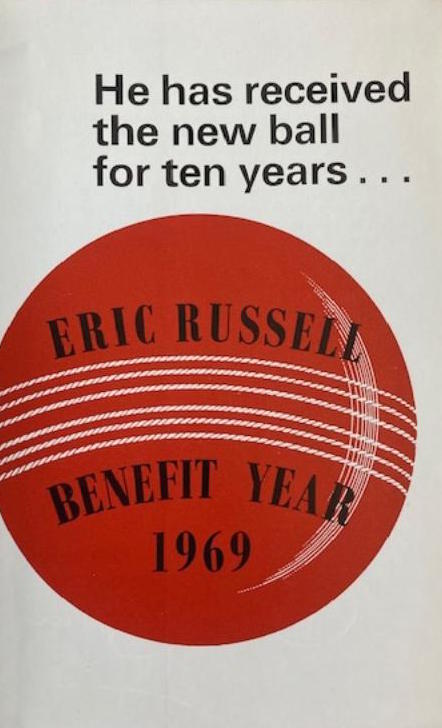 He has received
the new ball
for ten years...
ERIC RUSSELL
BENEFIT YEAR
1969